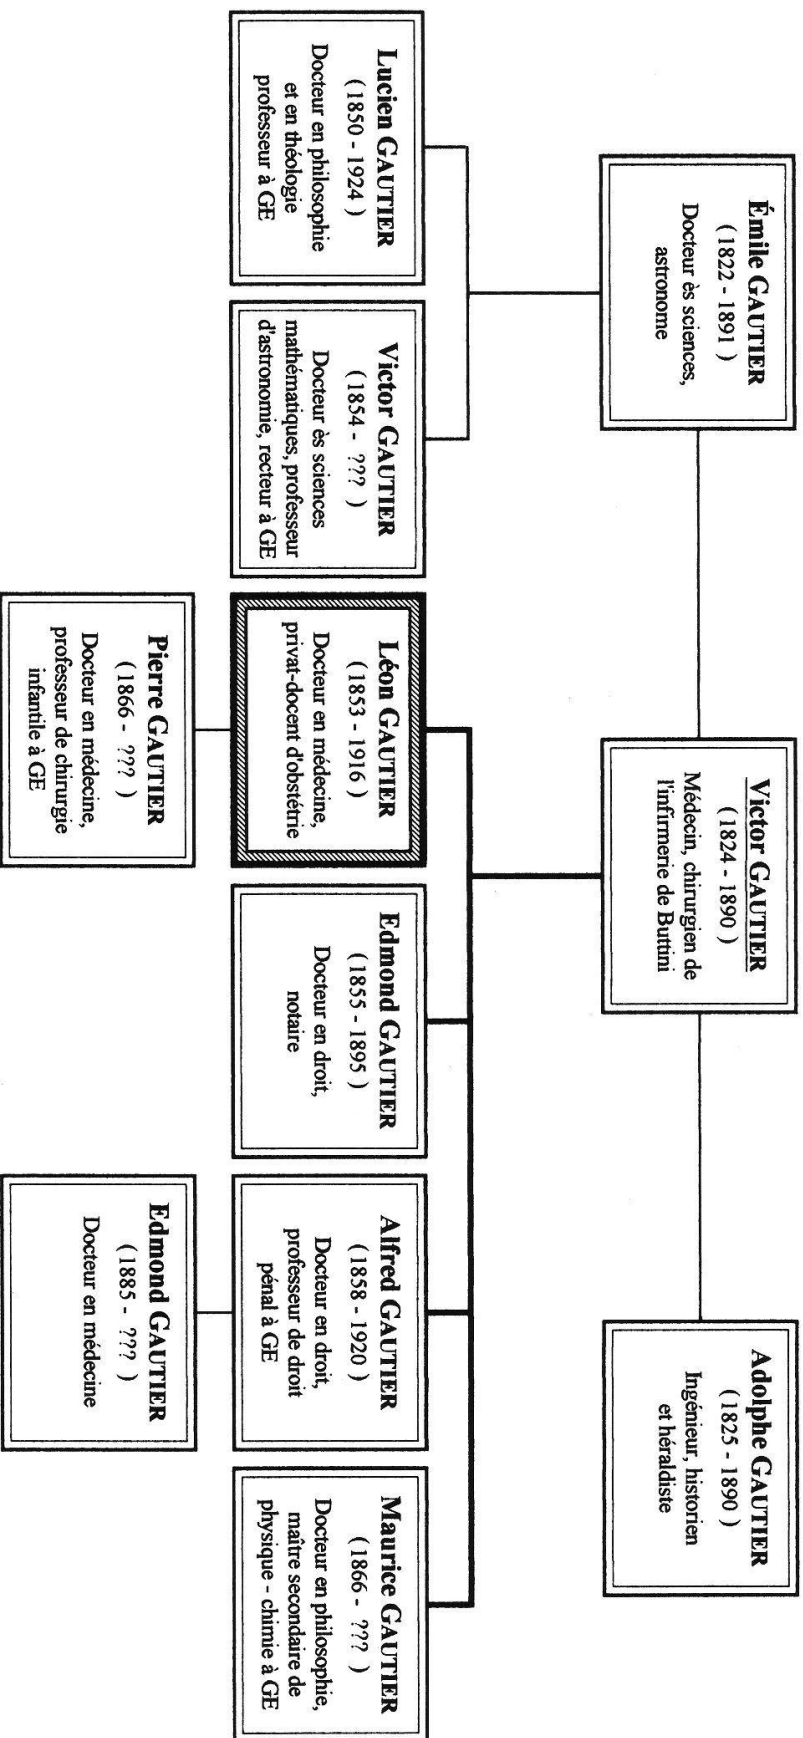 Émile GAUTIER
( 1822 - 1891 )
Docteur ès sciences,
astronome
Victor GAUTIER
( 1824 - 1890 )
Médecin, chirurgien de
l'infirmerie de Buttini
Adolphe GAUTIER
( 1825 - 1890 )
Ingénieur, historien
et héraldiste
Lucien GAUTIER
( 1850 - 1924 )
Docteur en philosophie
et en théologie
professeur à GE
Victor GAUTIER
( 1854 - ??? )
Docteur ès sciences
mathématiques, professeur
d'astronomie, recteur à GE
Léon GAUTIER
( 1853 - 1916 )
Docteur en médecine,
privat-docent d'obstétrie
Edmond GAUTIER
( 1855 - 1895 )
Docteur en droit,
notaire
Alfred GAUTIER
( 1858 - 1920 )
Docteur en droit,
professeur de droit
pénal à GE
Maurice GAUTIER
( 1866 - ??? )
Docteur en philosophie,
maître secondaire de
physique - chimie à GE
Pierre GAUTIER
( 1866 - ??? )
Docteur en médecine,
professeur de chirurgie
infantile à GE
Edmond GAUTIER
( 1885 - ??? )
Docteur en médecine